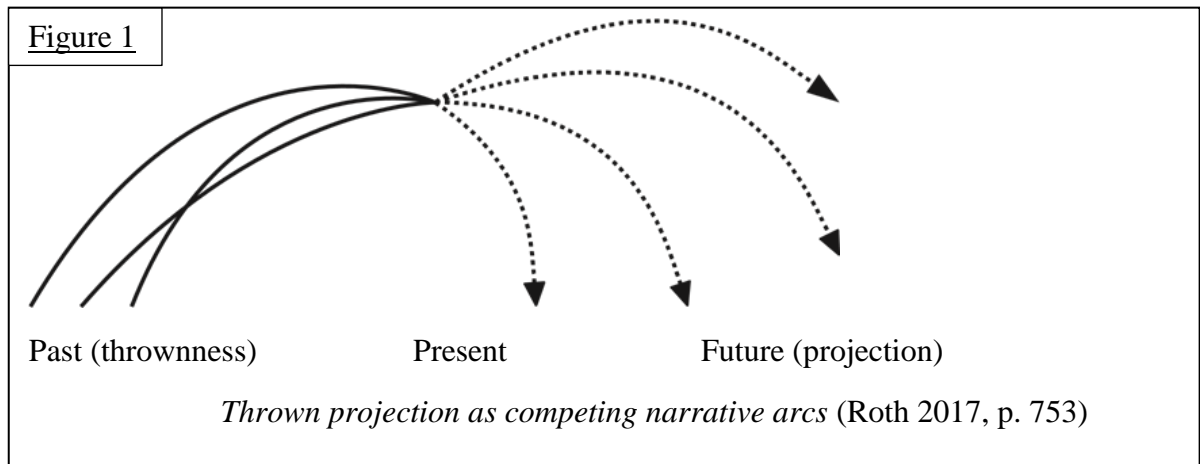 Figure 1
Past (thrownness) Present Future (projection)
Thrown projection as competing narrative arcs (Roth 2017, p. 753)